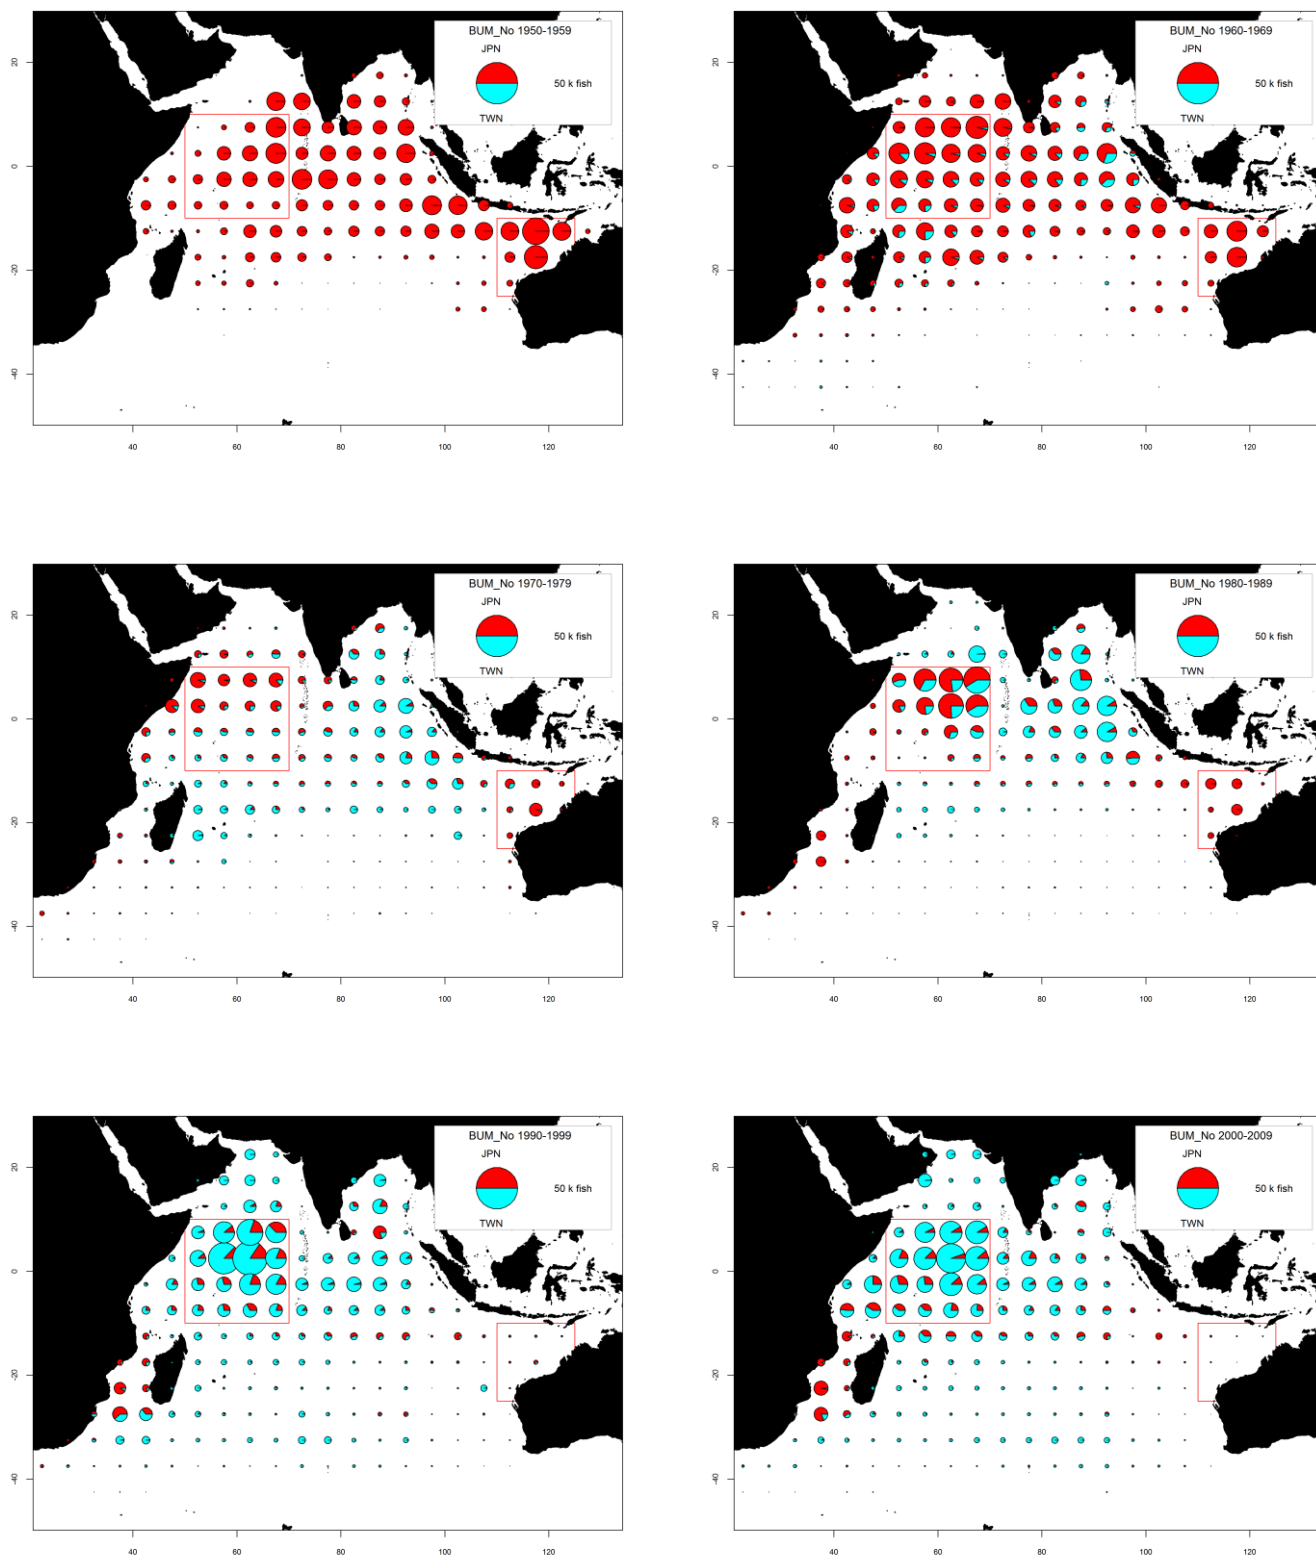 BUM_No 1950-1959
JPN
50 k fish
TWN
20
0
-20
-40
40 60 80 100 120
BUM_No 1960-1969
JPN
50 k fish
TWN
20
0
-20
-40
40 60 80 100 120
BUM_No 1970-1979
JPN
50 k fish
TWN
20
0
-20
-40
40 60 80 100 120
BUM_No 1980-1989
JPN
50 k fish
TWN
20
0
-20
-40
40 60 80 100 120
BUM_No 1990-1999
JPN
50 k fish
TWN
20
0
-20
-40
40 60 80 100 120
BUM_No 2000-2009
JPN
50 k fish
TWN
20
0
-20
-40
40 60 80 100 120